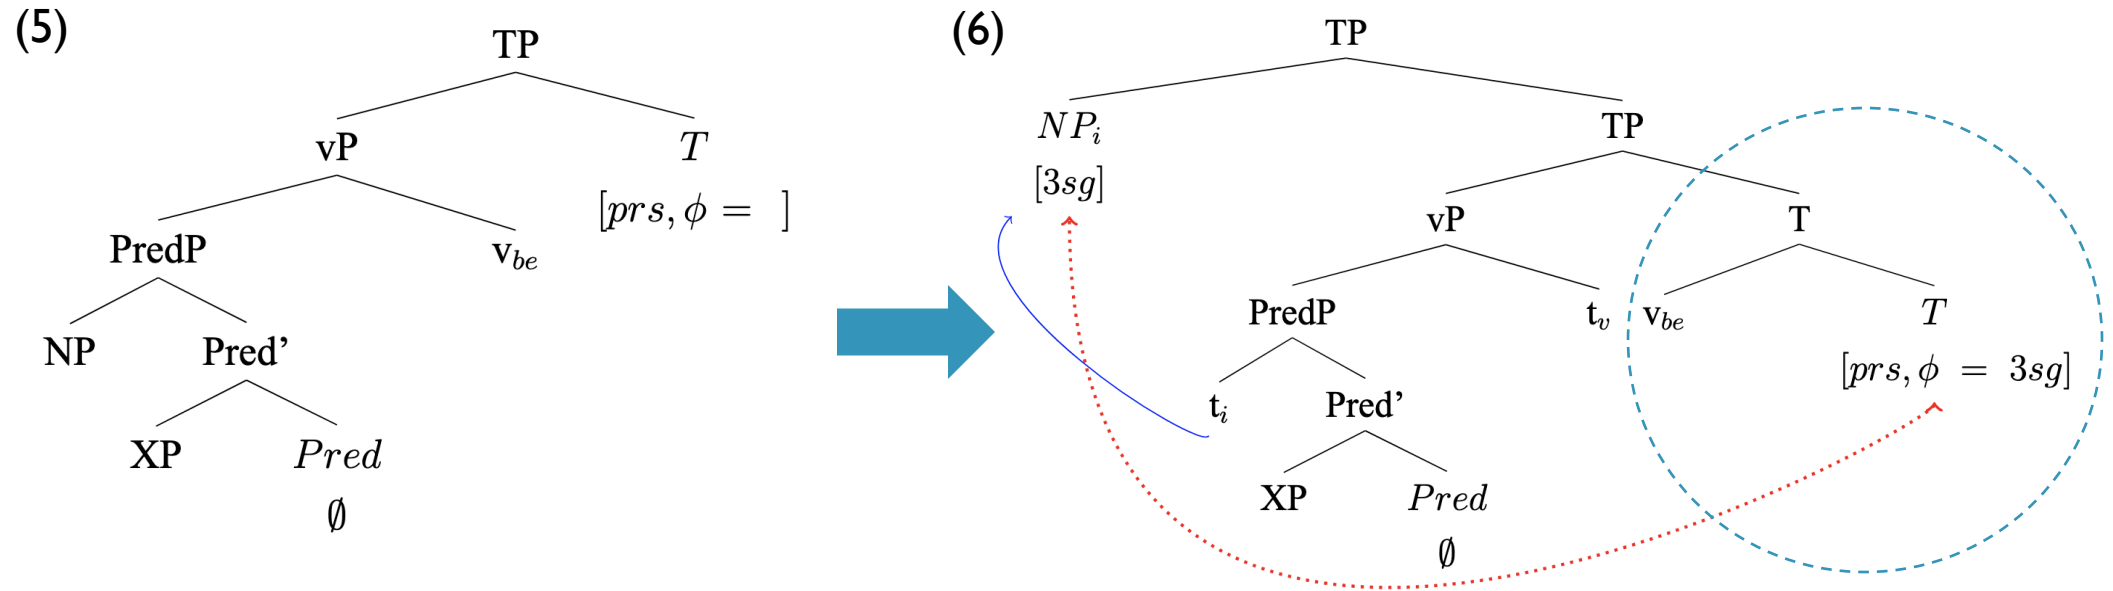 (5)
TP
vP T
[prs, ϕ = ]
PredP v_be
NP Pred’
XP Pred
∅
(6)
TP
NP_i TP
[3sg]
vP T
PredP t_v v_be T
[prs, ϕ = 3sg]
t_i Pred’
XP Pred
∅